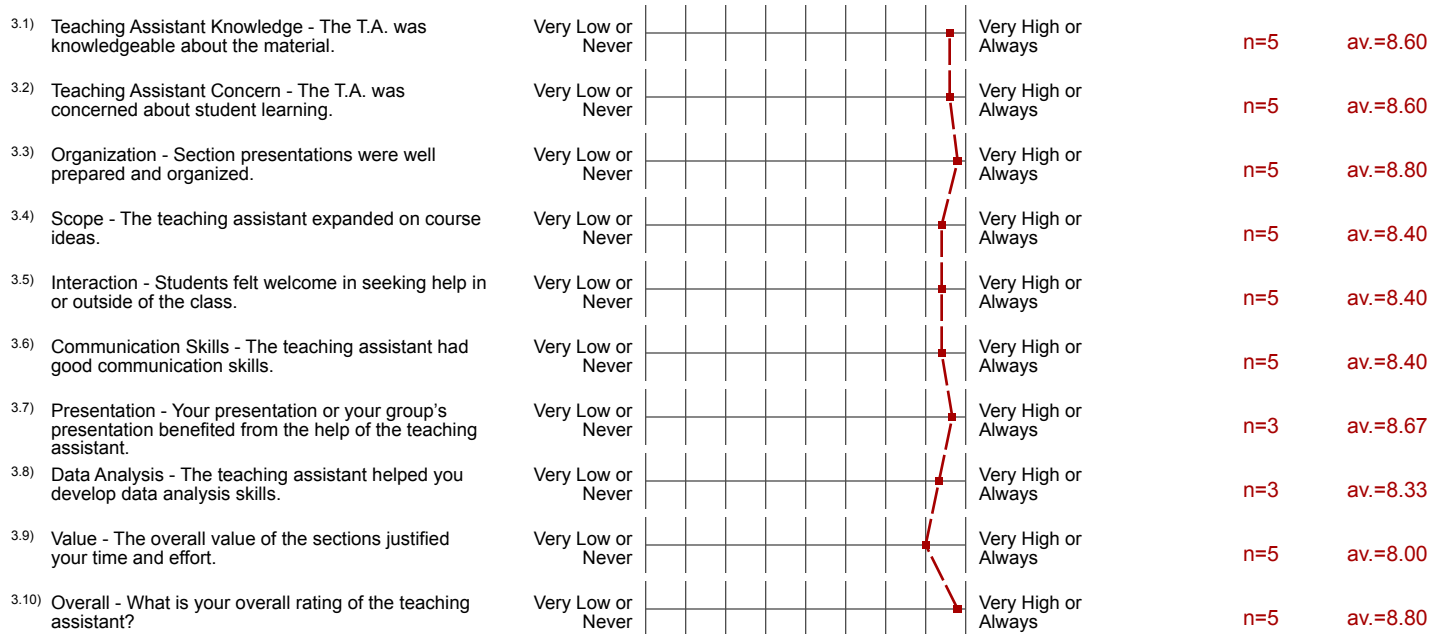 3.1) Teaching Assistant Knowledge - The T.A. was knowledgeable about the material. Very Low or Never Very High or Always n=5 av.=8.60
3.2) Teaching Assistant Concern - The T.A. was concerned about student learning. Very Low or Never Very High or Always n=5 av.=8.60
3.3) Organization - Section presentations were well prepared and organized. Very Low or Never Very High or Always n=5 av.=8.80
3.4) Scope - The teaching assistant expanded on course ideas. Very Low or Never Very High or Always n=5 av.=8.40
3.5) Interaction - Students felt welcome in seeking help in or outside of the class. Very Low or Never Very High or Always n=5 av.=8.40
3.6) Communication Skills - The teaching assistant had good communication skills. Very Low or Never Very High or Always n=5 av.=8.40
3.7) Presentation - Your presentation or your group's presentation benefited from the help of the teaching assistant. Very Low or Never Very High or Always n=3 av.=8.67
3.8) Data Analysis - The teaching assistant helped you develop data analysis skills. Very Low or Never Very High or Always n=3 av.=8.33
3.9) Value - The overall value of the sections justified your time and effort. Very Low or Never Very High or Always n=5 av.=8.00
3.10) Overall - What is your overall rating of the teaching assistant? Very Low or Never Very High or Always n=5 av.=8.80